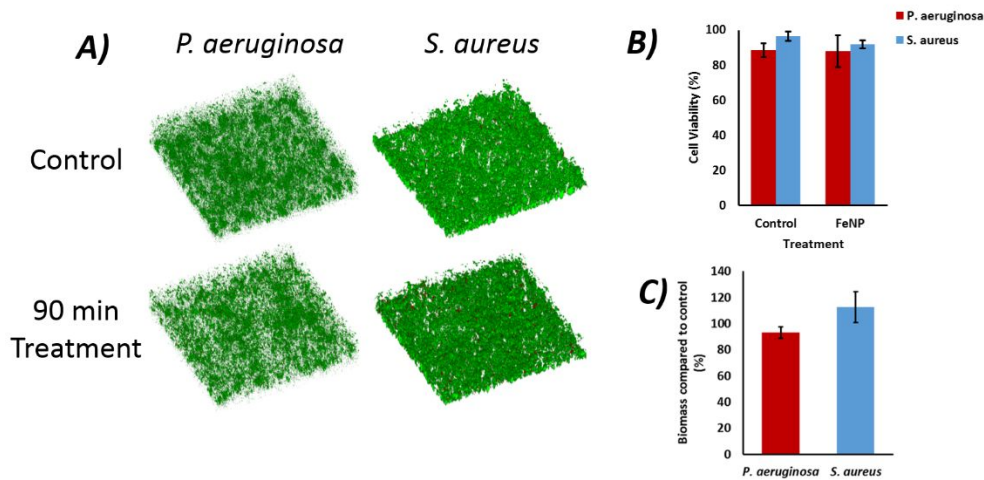 A)
P. aeruginosa
S. aureus
Control
90 min
Treatment
B)
P. aeruginosa
S. aureus
Cell Viability (%)
100
80
60
40
20
0
Control
FeNP
Treatment
C)
Biomass compared to control
(%)
140
120
100
80
60
40
20
0
P. aeruginosa
S. aureus